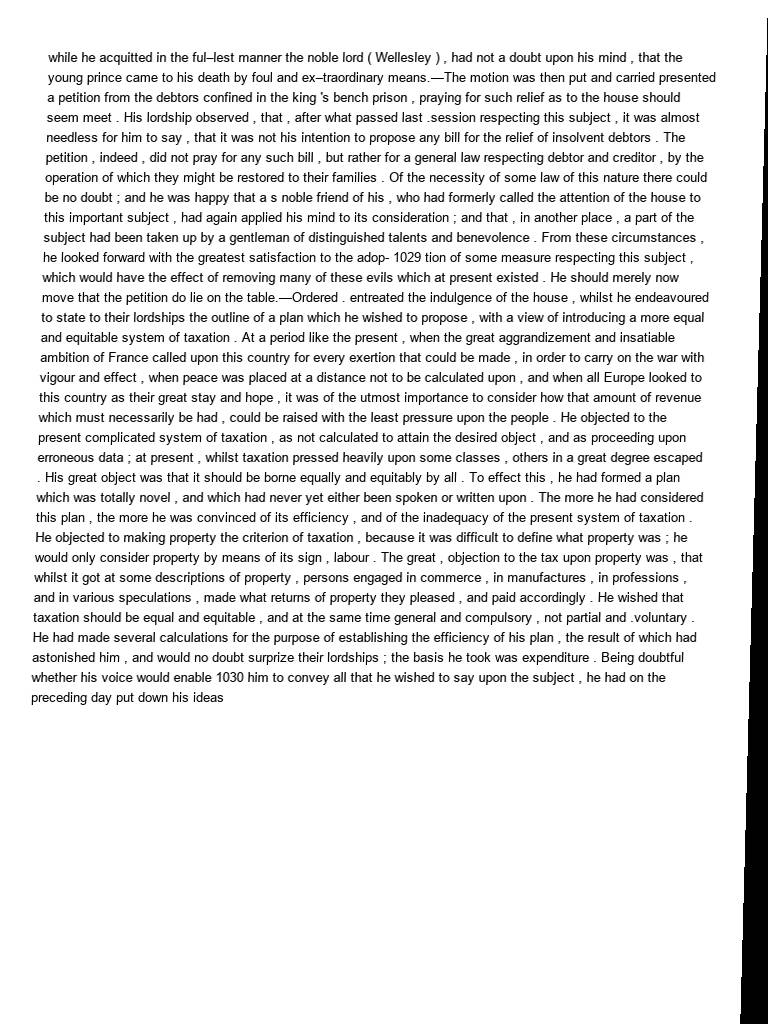 while he acquitted in the ful–lest manner the noble lord ( Wellesley ) , had not a doubt upon his mind , that the
young prince came to his death by foul and ex–traordinary means.—The motion was then put and carried presented
a petition from the debtors confined in the king 's bench prison , praying for such relief as to the house should
seem meet . His lordship observed , that , after what passed last .session respecting this subject , it was almost
needless for him to say , that it was not his intention to propose any bill for the relief of insolvent debtors . The
petition , indeed , did not pray for any such bill , but rather for a general law respecting debtor and creditor , by the
operation of which they might be restored to their families . Of the necessity of some law of this nature there could
be no doubt ; and he was happy that a s noble friend of his , who had formerly called the attention of the house to
this important subject , had again applied his mind to its consideration ; and that , in another place , a part of the
subject had been taken up by a gentleman of distinguished talents and benevolence . From these circumstances ,
he looked forward with the greatest satisfaction to the adop- 1029 tion of some measure respecting this subject ,
which would have the effect of removing many of these evils which at present existed . He should merely now
move that the petition do lie on the table.—Ordered . entreated the indulgence of the house , whilst he endeavoured
to state to their lordships the outline of a plan which he wished to propose , with a view of introducing a more equal
and equitable system of taxation . At a period like the present , when the great aggrandizement and insatiable
ambition of France called upon this country for every exertion that could be made , in order to carry on the war with
vigour and effect , when peace was placed at a distance not to be calculated upon , and when all Europe looked to
this country as their great stay and hope , it was of the utmost importance to consider how that amount of revenue
which must necessarily be had , could be raised with the least pressure upon the people . He objected to the
present complicated system of taxation , as not calculated to attain the desired object , and as proceeding upon
erroneous data ; at present , whilst taxation pressed heavily upon some classes , others in a great degree escaped
. His great object was that it should be borne equally and equitably by all . To effect this , he had formed a plan
which was totally novel , and which had never yet either been spoken or written upon . The more he had considered
this plan , the more he was convinced of its efficiency , and of the inadequacy of the present system of taxation .
He objected to making property the criterion of taxation , because it was difficult to define what property was ; he
would only consider property by means of its sign , labour . The great , objection to the tax upon property was , that
whilst it got at some descriptions of property , persons engaged in commerce , in manufactures , in professions ,
and in various speculations , made what returns of property they pleased , and paid accordingly . He wished that
taxation should be equal and equitable , and at the same time general and compulsory , not partial and .voluntary .
He had made several calculations for the purpose of establishing the efficiency of his plan , the result of which had
astonished him , and would no doubt surprize their lordships ; the basis he took was expenditure . Being doubtful
whether his voice would enable 1030 him to convey all that he wished to say upon the subject , he had on the
preceding day put down his ideas